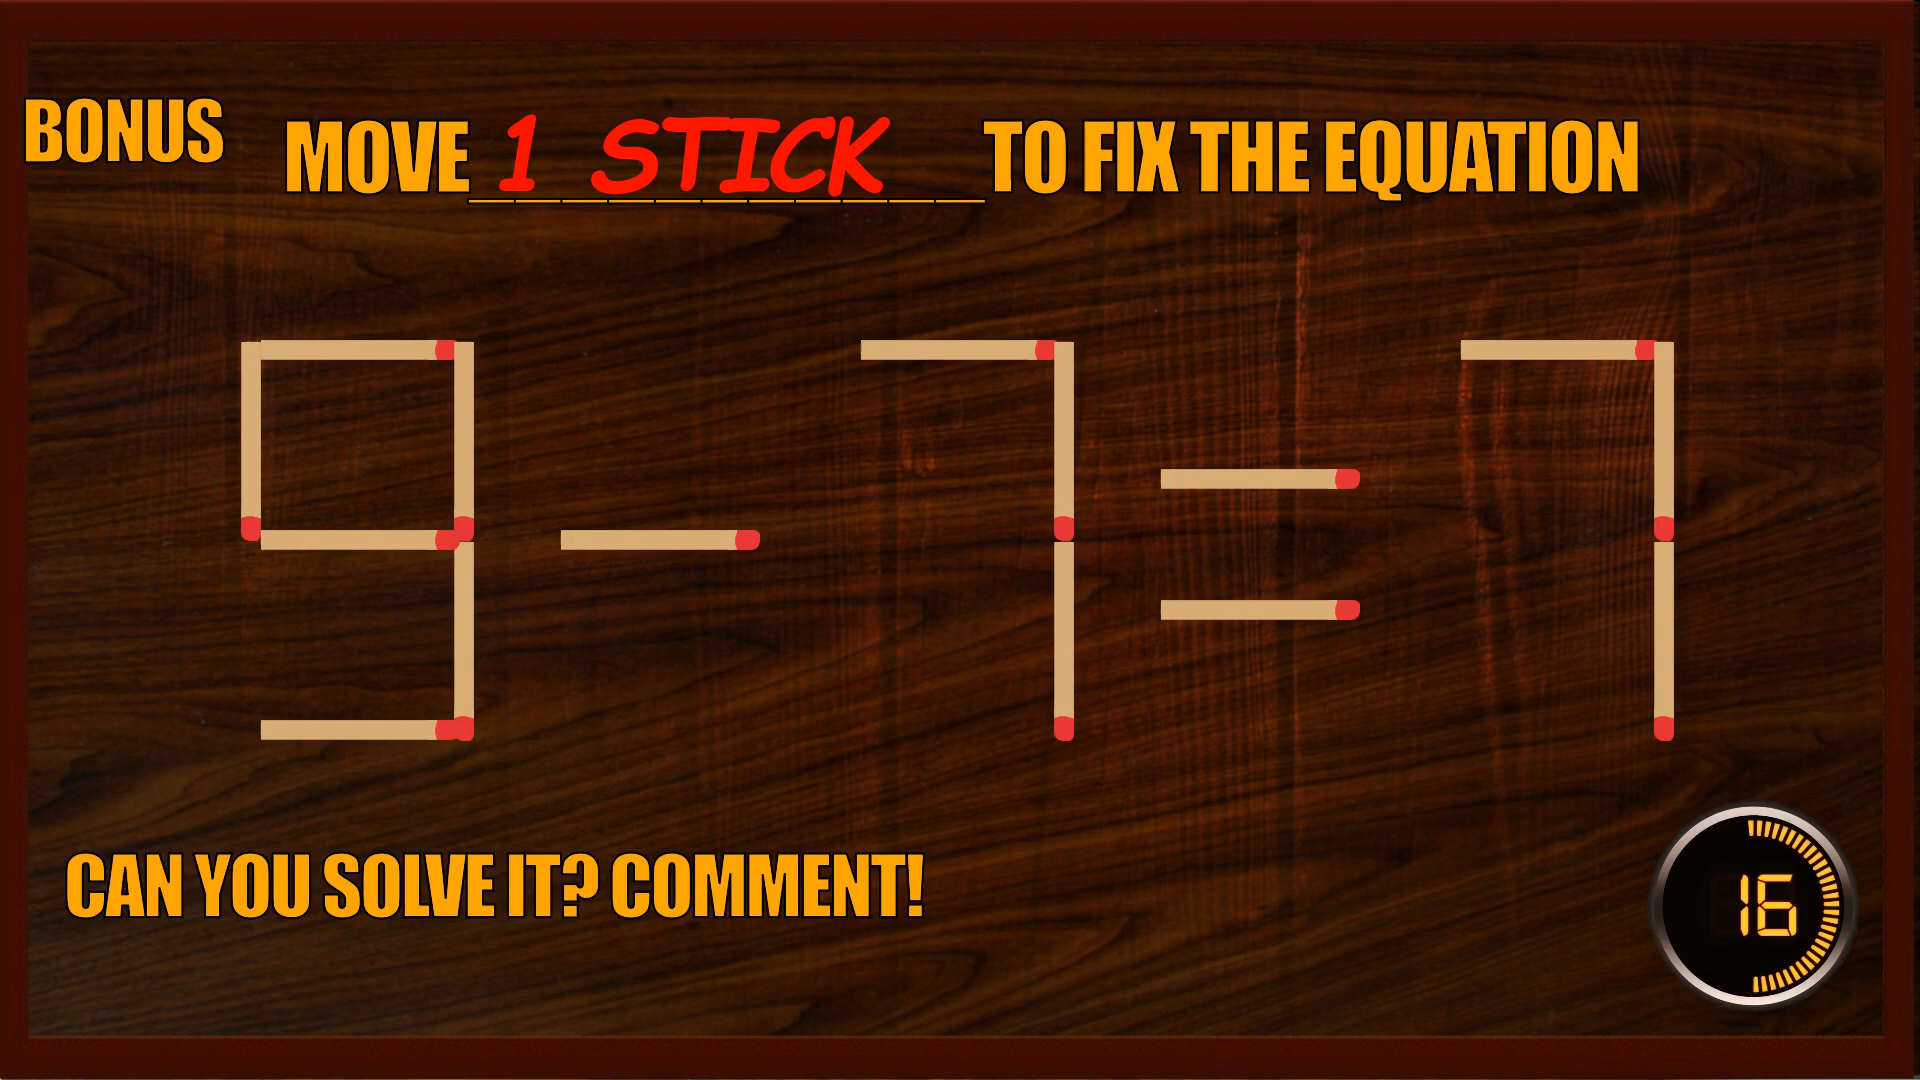 BONUS
MOVE 1 STICK TO FIX THE EQUATION
9 - 7 = 7
CAN YOU SOLVE IT? COMMENT!
16